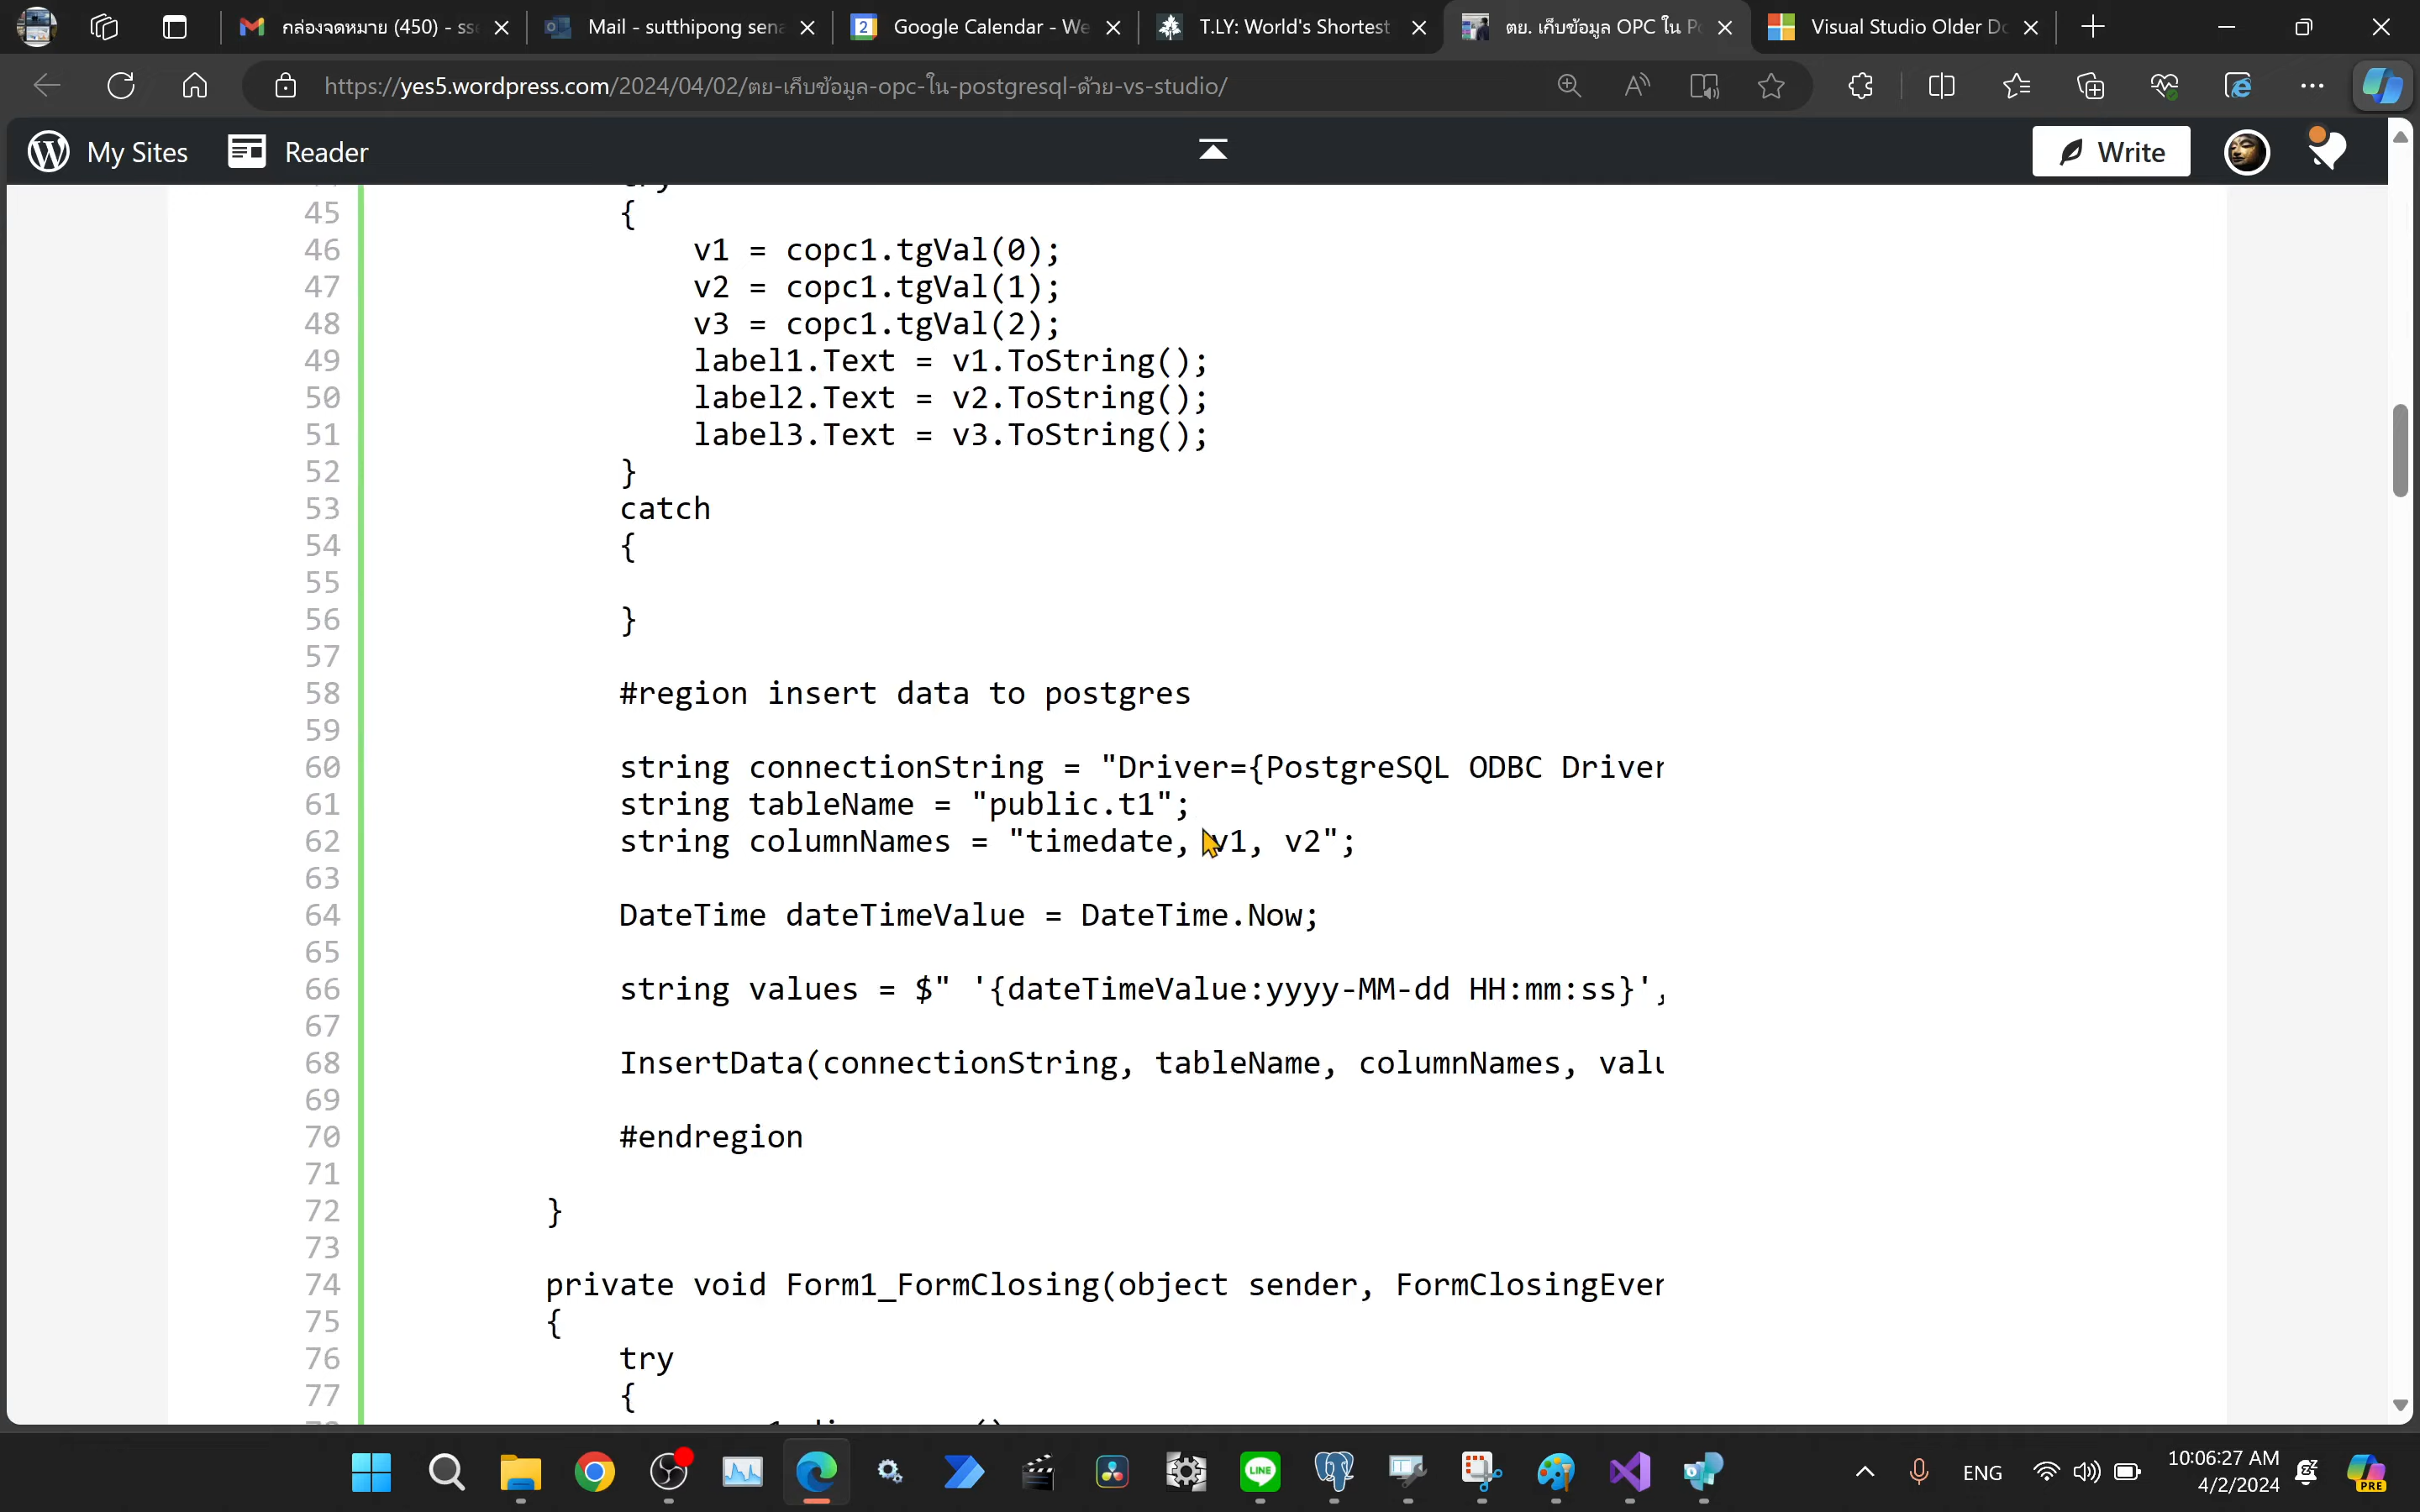 กล่องจดหมาย (450) - sse
Mail - sutthipong sena
Google Calendar - We
T.LY: World's Shortest
ตย. เก็บข้อมูล OPC ใน Po
Visual Studio Older Do
https://yes5.wordpress.com/2024/04/02/ตย-เก็บข้อมูล-opc-ใน-postgresql-ด้วย-vs-studio/
My Sites
Reader
Write
45 {
46 v1 = copc1.tgVal(0);
47 v2 = copc1.tgVal(1);
48 v3 = copc1.tgVal(2);
49 label1.Text = v1.ToString();
50 label2.Text = v2.ToString();
51 label3.Text = v3.ToString();
52 }
53 catch
54 {
55
56 }
57
58 #region insert data to postgres
59
60 string connectionString = "Driver={PostgreSQL ODBC Driver
61 string tableName = "public.t1";
62 string columnNames = "timedate, v1, v2";
63
64 DateTime dateTimeValue = DateTime.Now;
65
66 string values = $" '{dateTimeValue:yyyy-MM-dd HH:mm:ss}',
67
68 InsertData(connectionString, tableName, columnNames, valu
69
70 #endregion
71
72 }
73
74 private void Form1_FormClosing(object sender, FormClosingEver
75 {
76 try
77 {
LINE
ENG
10:06:27 AM
4/2/2024
PRE